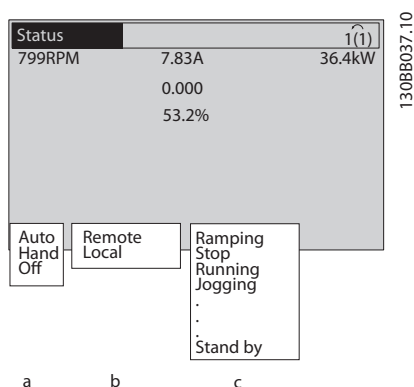 Status
1(1)
799RPM 7.83A 36.4kW
0.000
53.2%
Auto
Hand
Off
Remote
Local
Ramping
Stop
Running
Jogging
.
.
.
Stand by
a b c
130BB037.10